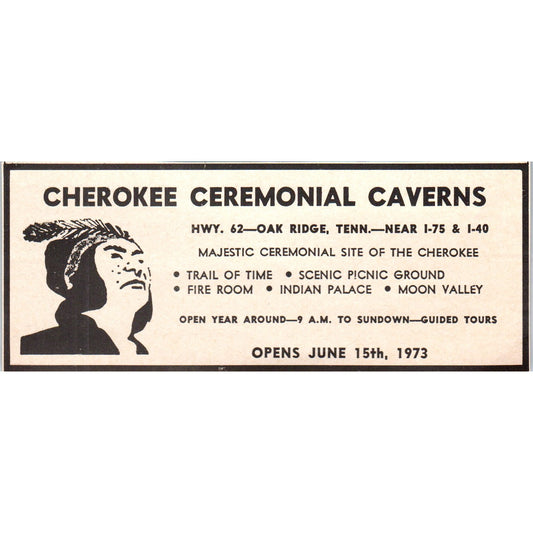 CHEROKEE CEREMONIAL CAVERNS
HWY. 62—OAK RIDGE, TENN.—NEAR I-75 & I-40
MAJESTIC CEREMONIAL SITE OF THE CHEROKEE
• TRAIL OF TIME • SCENIC PICNIC GROUND
• FIRE ROOM • INDIAN PALACE • MOON VALLEY
OPEN YEAR AROUND—9 A.M. TO SUNDOWN—GUIDED TOURS
OPENS JUNE 15th, 1973